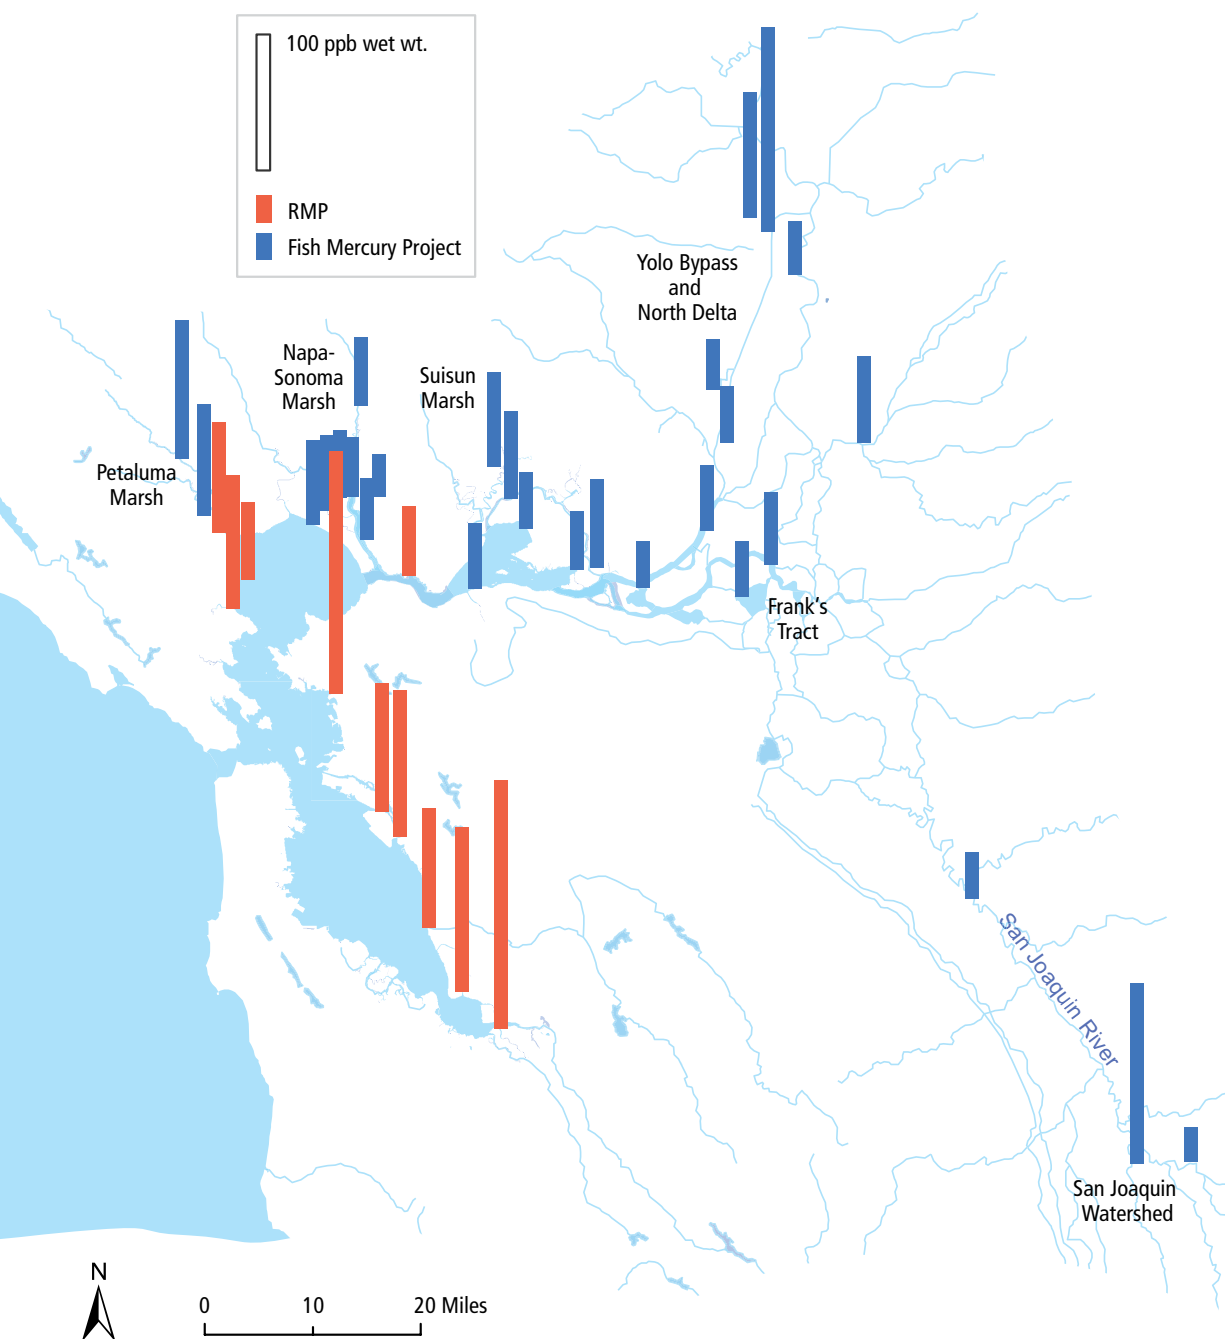 100 ppb wet wt.
RMP
Fish Mercury Project
Yolo Bypass
and
North Delta
Napa-
Sonoma
Marsh
Suisun
Marsh
Petaluma
Marsh
Frank's
Tract
San Joaquin River
San Joaquin
Watershed
N
0 10 20 Miles